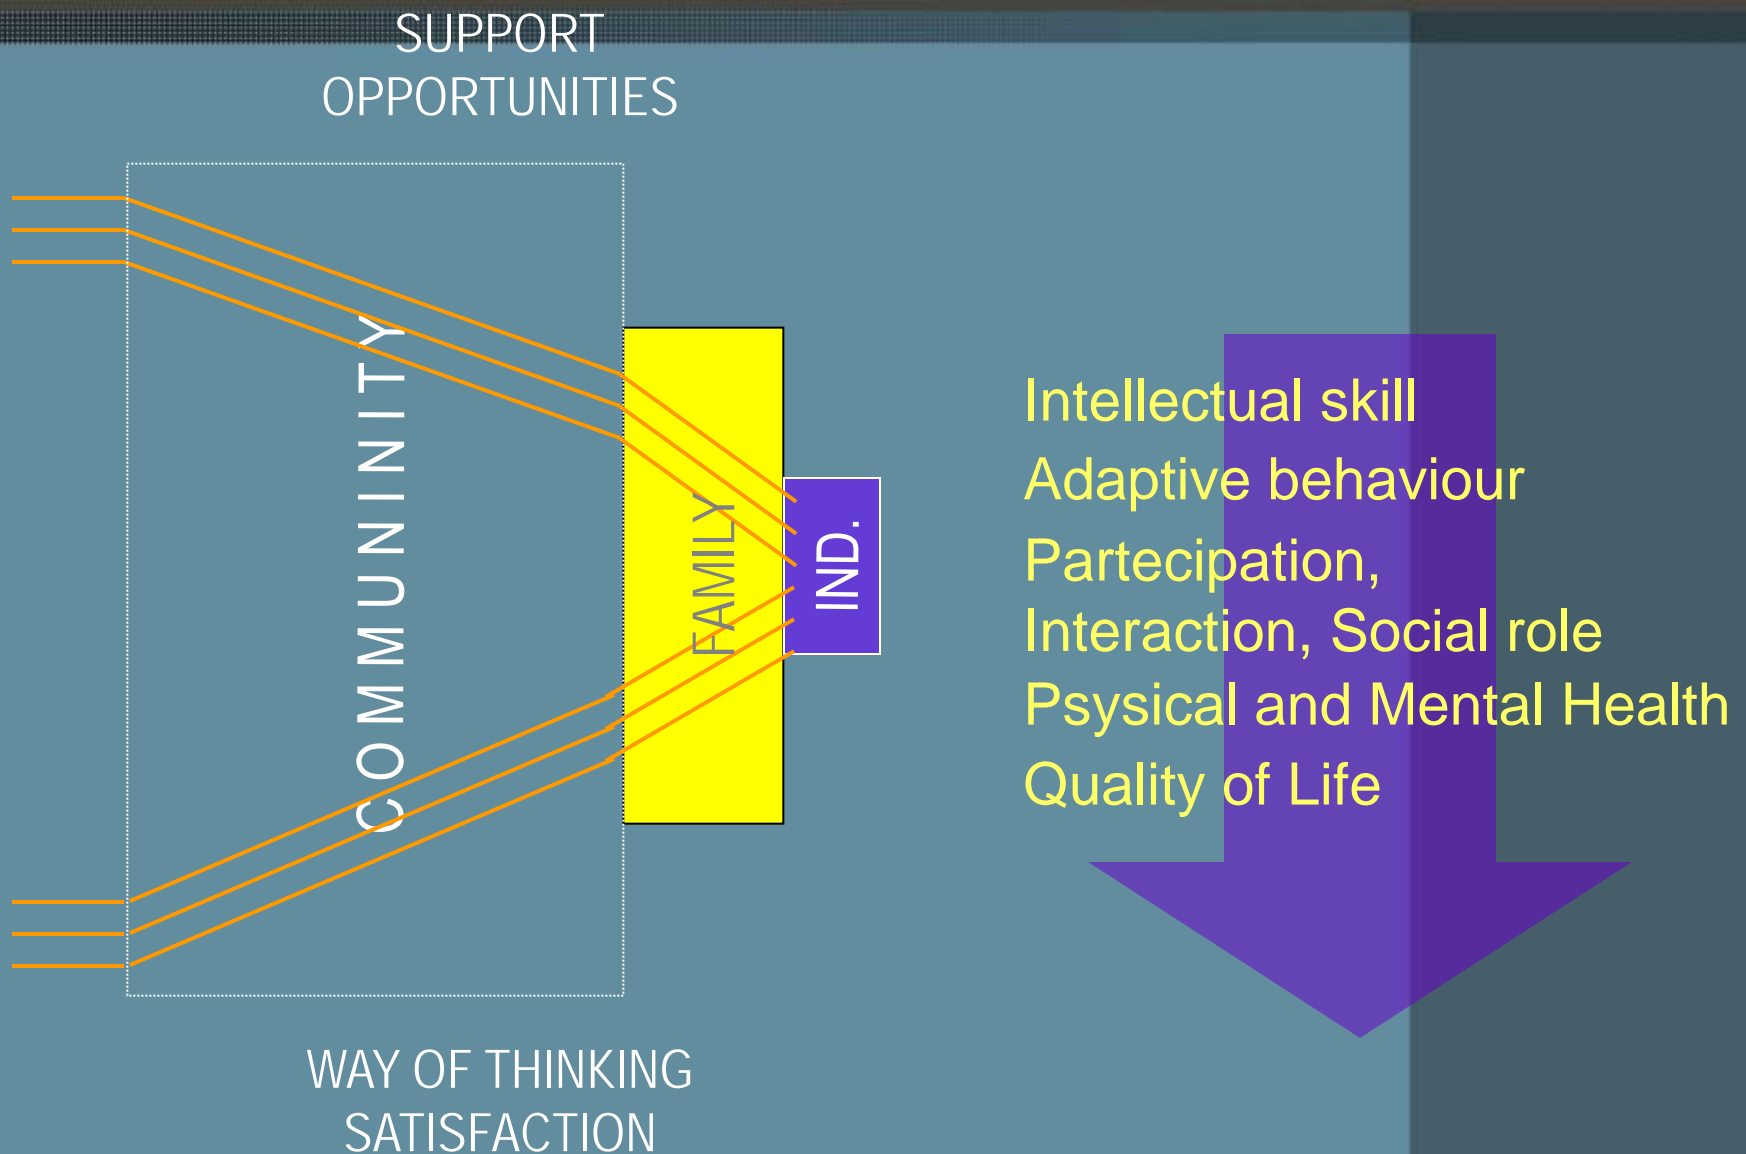 SUPPORT
OPPORTUNITIES
COMMUNINITY
FAMILY
IND.
Intellectual skill
Adaptive behaviour
Partecipation,
Interaction, Social role
Psysical and Mental Health
Quality of Life
WAY OF THINKING
SATISFACTION